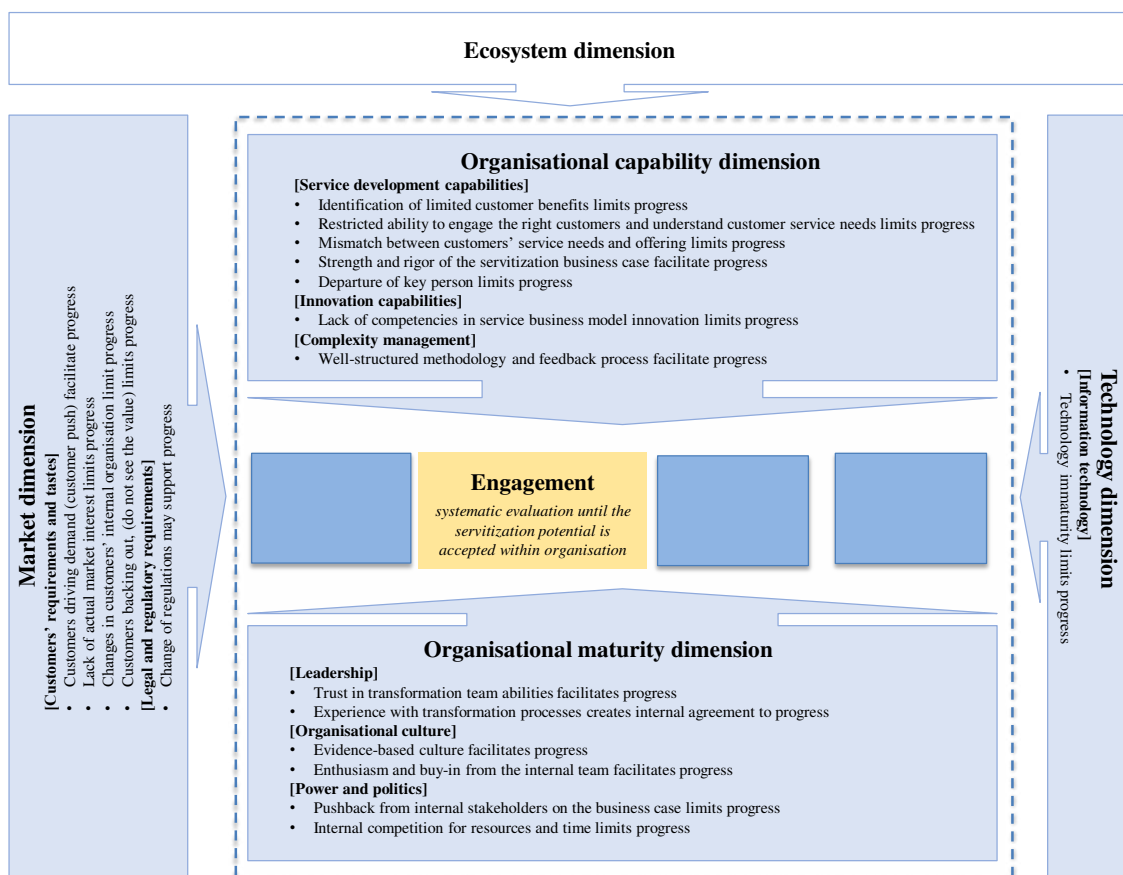 Ecosystem dimension
Organisational capability dimension
[Service development capabilities]
• Identification of limited customer benefits limits progress
• Restricted ability to engage the right customers and understand customer service needs limits progress
• Mismatch between customers’ service needs and offering limits progress
• Strength and rigor of the servitization business case facilitate progress
• Departure of key person limits progress
[Innovation capabilities]
• Lack of competencies in service business model innovation limits progress
[Complexity management]
• Well-structured methodology and feedback process facilitate progress
Market dimension
[Customers’ requirements and tastes]
• Customers driving demand (customer push) facilitate progress
• Lack of actual market interest limits progress
• Changes in customers’ internal organisation limit progress
• Customers backing out, (do not see the value) limits progress
[Legal and regulatory requirements]
• Change of regulations may support progress
Engagement
systematic evaluation until the
servitization potential is
accepted within organisation
Technology dimension
[Information technology]
• Technology immaturity limits progress
Organisational maturity dimension
[Leadership]
• Trust in transformation team abilities facilitates progress
• Experience with transformation processes creates internal agreement to progress
[Organisational culture]
• Evidence-based culture facilitates progress
• Enthusiasm and buy-in from the internal team facilitates progress
[Power and politics]
• Pushback from internal stakeholders on the business case limits progress
• Internal competition for resources and time limits progress